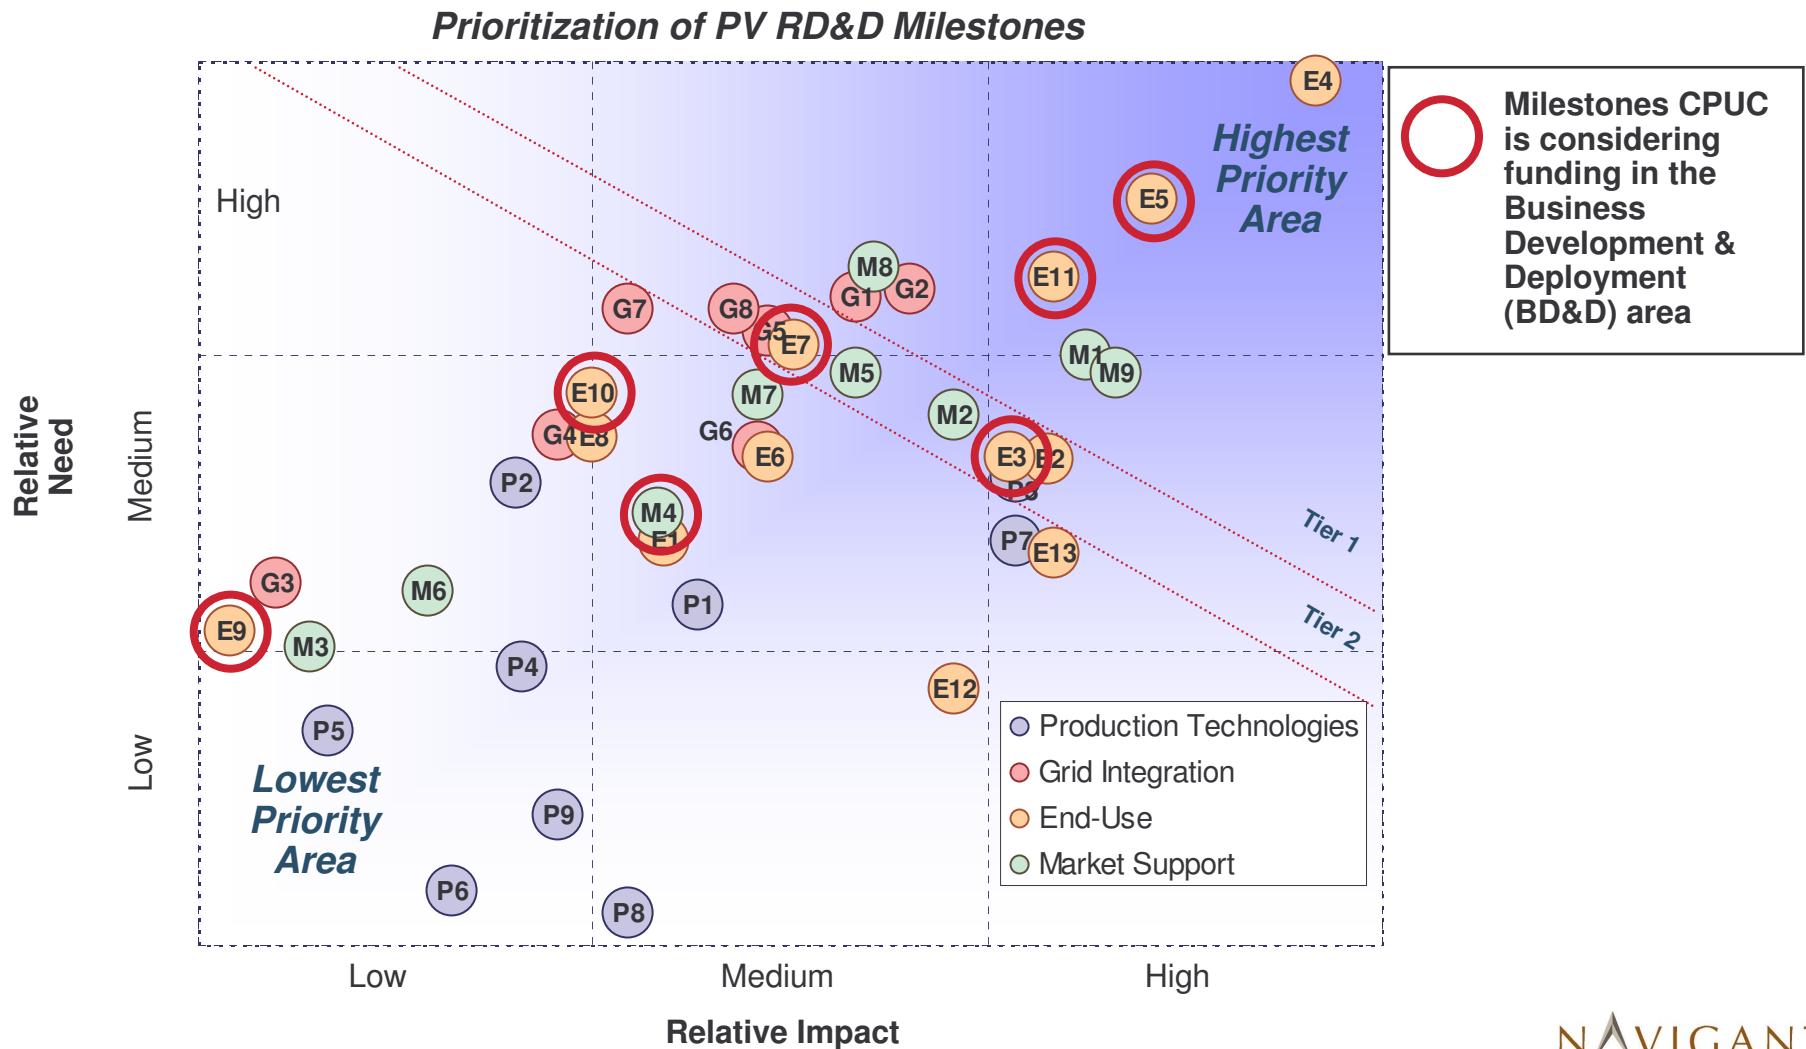 Prioritization of PV RD&D Milestones
E4
Milestones CPUC
is considering
funding in the
Business
Development &
Deployment
(BD&D) area
Highest
Priority
Area
E5
High
M8
E11
G1
G2
G7
G8
G5
E7
M1
M9
M5
E10
M7
M2
G4
E8
G6
E6
E3
E2
P3
P2
M4
E1
Tier 1
P7
E13
Relative
Need
Medium
G3
M6
P1
E9
M3
Tier 2
P4
E12
P5
Low
Lowest
Priority
Area
P9
P6
P8
Production Technologies
Grid Integration
End-Use
Market Support
Low
Medium
High
Relative Impact
NAVIGAN